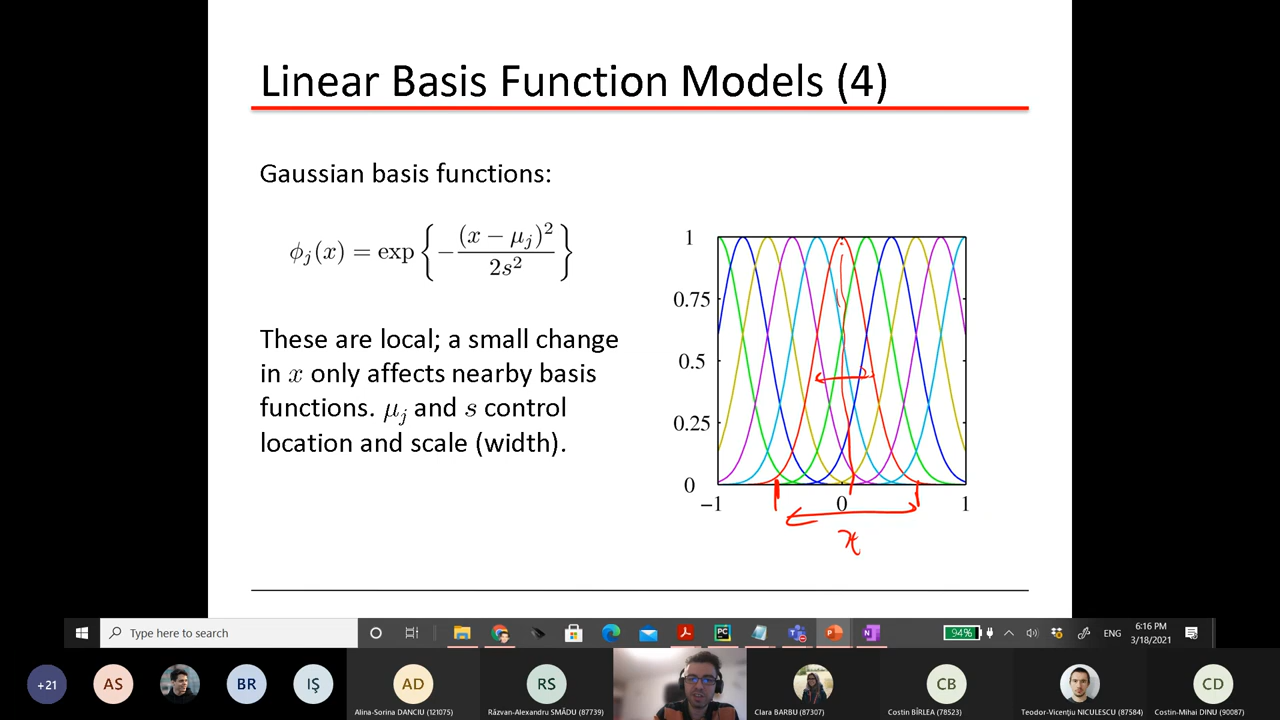 Linear Basis Function Models (4)
Gaussian basis functions:
ϕj(x) = exp { − (x − μj)² / 2s² }
These are local; a small change
in x only affects nearby basis
functions. μj and s control
location and scale (width).
1
0.75
0.5
0.25
0
−1 0 1
x
Type here to search
94%
ENG
6:16 PM
3/18/2021
+21
AS
BR
IŞ
AD
Alina-Sorina DANCIU (121075)
RS
Răzvan-Alexandru SMĂDU (87739)
Clara BARBU (87307)
CB
Costin BÎRLEA (78523)
Teodor-Vicenţiu NICULESCU (87584)
CD
Costin-Mihai DINU (90087)